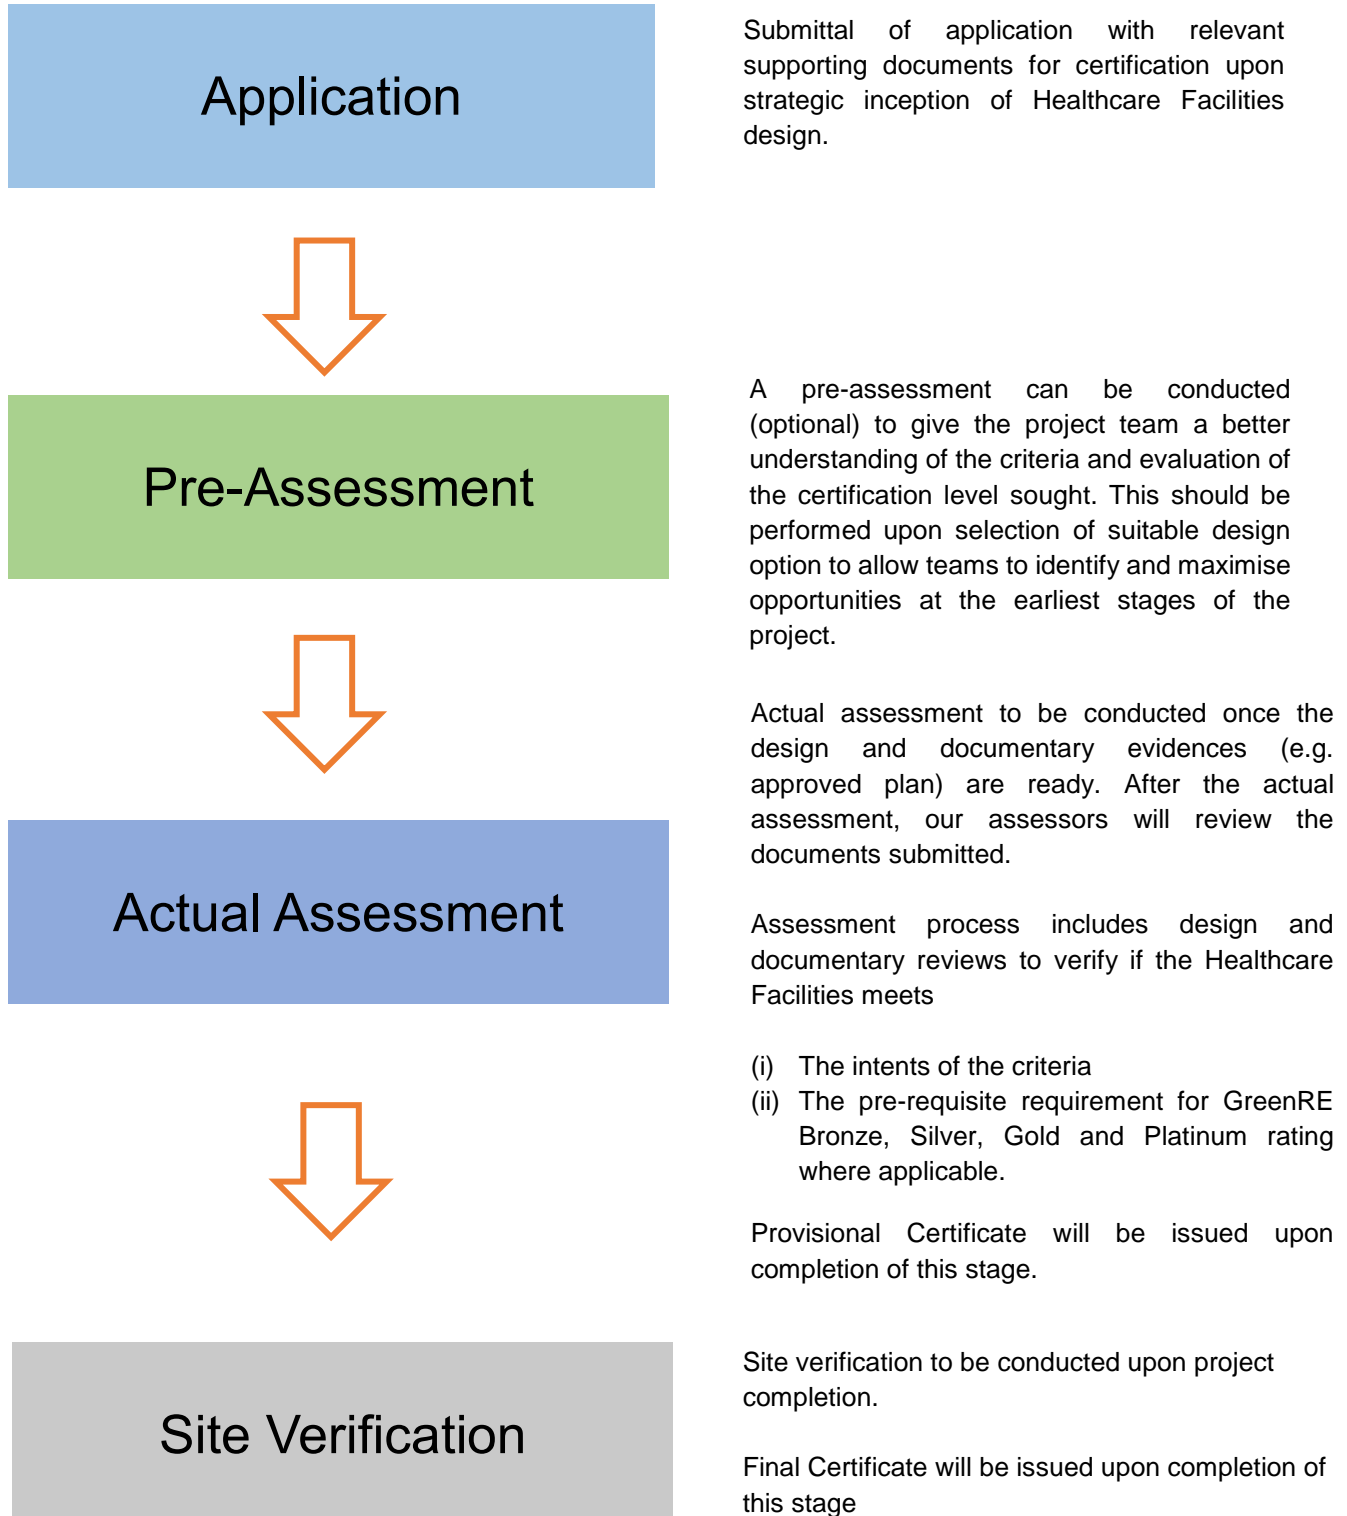 Application
Submittal of application with relevant
supporting documents for certification upon
strategic inception of Healthcare Facilities
design.
Pre-Assessment
A pre-assessment can be conducted
(optional) to give the project team a better
understanding of the criteria and evaluation of
the certification level sought. This should be
performed upon selection of suitable design
option to allow teams to identify and maximise
opportunities at the earliest stages of the
project.
Actual Assessment
Actual assessment to be conducted once the
design and documentary evidences (e.g.
approved plan) are ready. After the actual
assessment, our assessors will review the
documents submitted.
Assessment process includes design and
documentary reviews to verify if the Healthcare
Facilities meets
(i) The intents of the criteria
(ii) The pre-requisite requirement for GreenRE
Bronze, Silver, Gold and Platinum rating
where applicable.
Provisional Certificate will be issued upon
completion of this stage.
Site Verification
Site verification to be conducted upon project
completion.
Final Certificate will be issued upon completion of
this stage